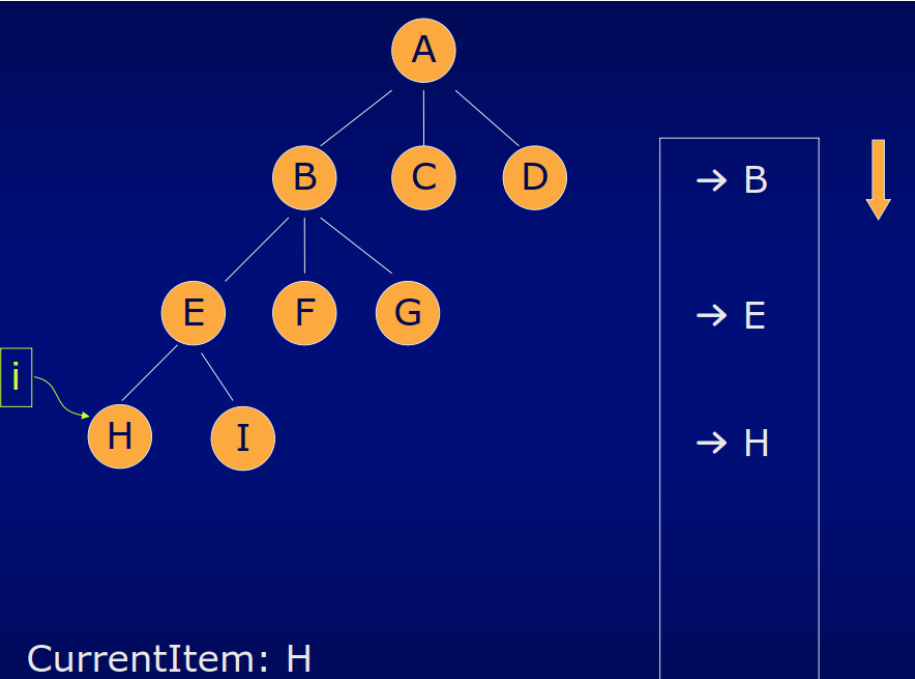 A
B C D
→ B
E F G
→ E
i
H I
→ H
CurrentItem: H